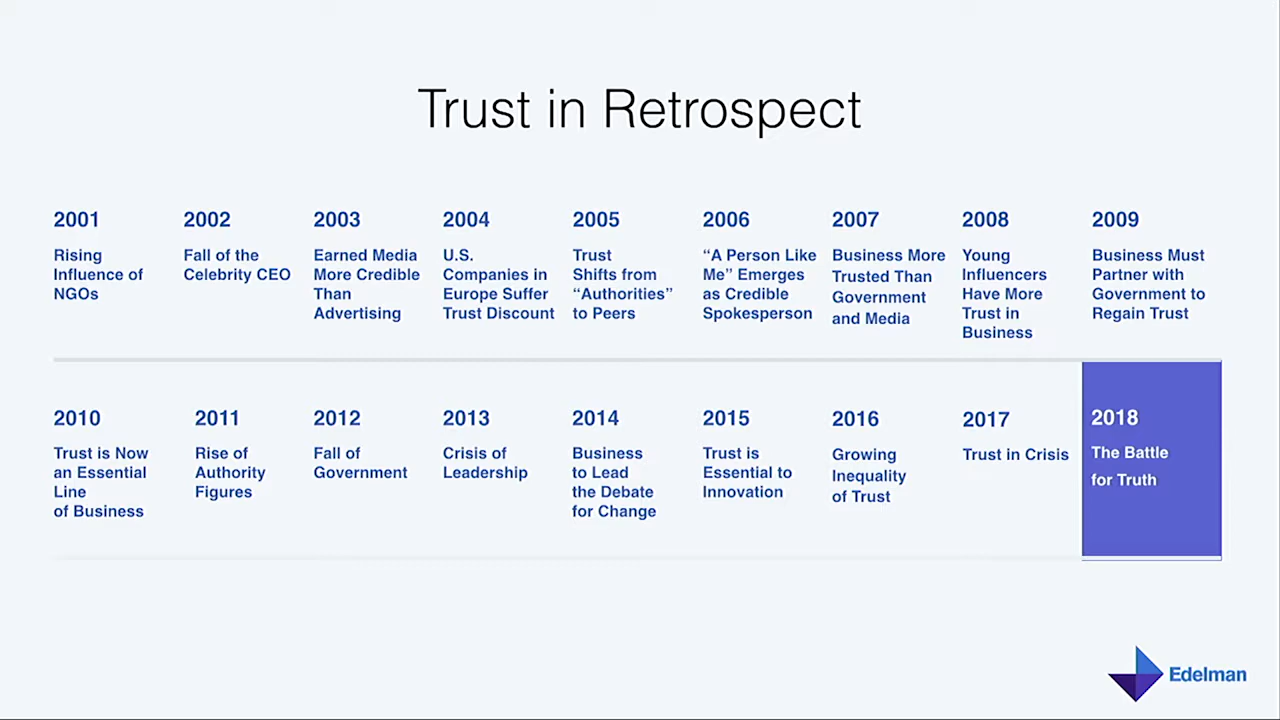 Trust in Retrospect
2001
Rising
Influence of
NGOs
2002
Fall of the
Celebrity CEO
2003
Earned Media
More Credible
Than
Advertising
2004
U.S.
Companies in
Europe Suffer
Trust Discount
2005
Trust
Shifts from
“Authorities”
to Peers
2006
“A Person Like
Me” Emerges
as Credible
Spokesperson
2007
Business More
Trusted Than
Government
and Media
2008
Young
Influencers
Have More
Trust in
Business
2009
Business Must
Partner with
Government to
Regain Trust
2010
Trust is Now
an Essential
Line
of Business
2011
Rise of
Authority
Figures
2012
Fall of
Government
2013
Crisis of
Leadership
2014
Business
to Lead
the Debate
for Change
2015
Trust is
Essential to
Innovation
2016
Growing
Inequality
of Trust
2017
Trust in Crisis
2018
The Battle
for Truth
Edelman